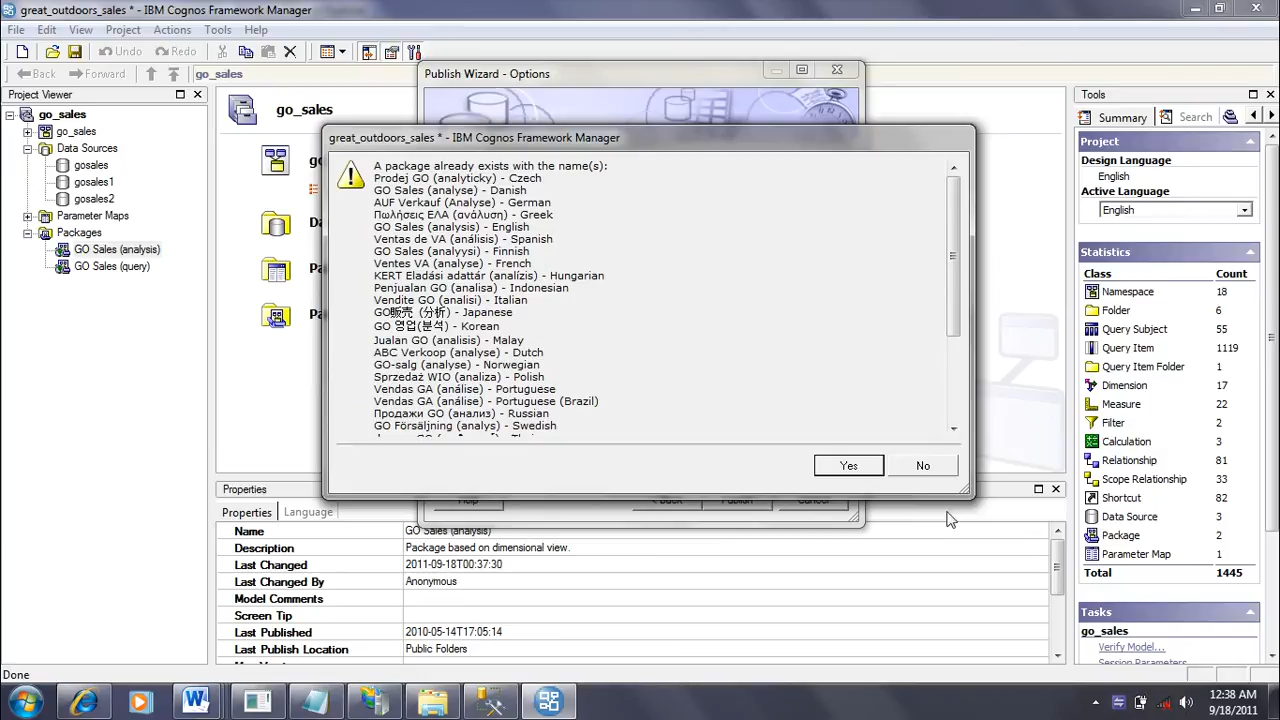 great_outdoors_sales * - IBM Cognos Framework Manager
File Edit View Project Actions Tools Help
Undo Redo
Back Forward go_sales
Project Viewer
go_sales
go_sales
Data Sources
gosales
gosales1
gosales2
Parameter Maps
Packages
GO Sales (analysis)
GO Sales (query)
go_sales
Publish Wizard - Options
great_outdoors_sales * - IBM Cognos Framework Manager
A package already exists with the name(s):
Prodej GO (analyticky) - Czech
GO Sales (analyse) - Danish
AUF Verkauf (Analyse) - German
Πωλήσεις ΕΛΑ (ανάλυση) - Greek
GO Sales (analysis) - English
Ventas de VA (análisis) - Spanish
GO Sales (analyysi) - Finnish
Ventes VA (analyse) - French
KERT Eladási adattár (analízis) - Hungarian
Penjualan GO (analisa) - Indonesian
Vendite GO (analisi) - Italian
GO販売 (分析) - Japanese
GO 영업(분석) - Korean
Jualan GO (analisis) - Malay
ABC Verkoop (analyse) - Dutch
GO-salg (analyse) - Norwegian
Sprzedaż WIO (analiza) - Polish
Vendas GA (análise) - Portuguese
Vendas GA (análise) - Portuguese (Brazil)
Продажи GO (анализ) - Russian
GO Försäljning (analys) - Swedish
Yes No
Properties
Properties Language
Name GO Sales (analysis)
Description Package based on dimensional view.
Last Changed 2011-09-18T00:37:30
Last Changed By Anonymous
Model Comments
Screen Tip
Last Published 2010-05-14T17:05:14
Last Publish Location Public Folders
Tools
Summary Search
Project
Design Language
English
Active Language
English
Statistics
Class Count
Namespace 18
Folder 6
Query Subject 55
Query Item 1119
Query Item Folder 1
Dimension 17
Measure 28
Filter 2
Calculation 3
Relationship 81
Scope Relationship 33
Shortcut 82
Data Source 3
Package 2
Parameter Map 1
Total 1445
Tasks
go_sales
Verify Model...
Session Parameters
Done
12:38 AM
9/18/2011